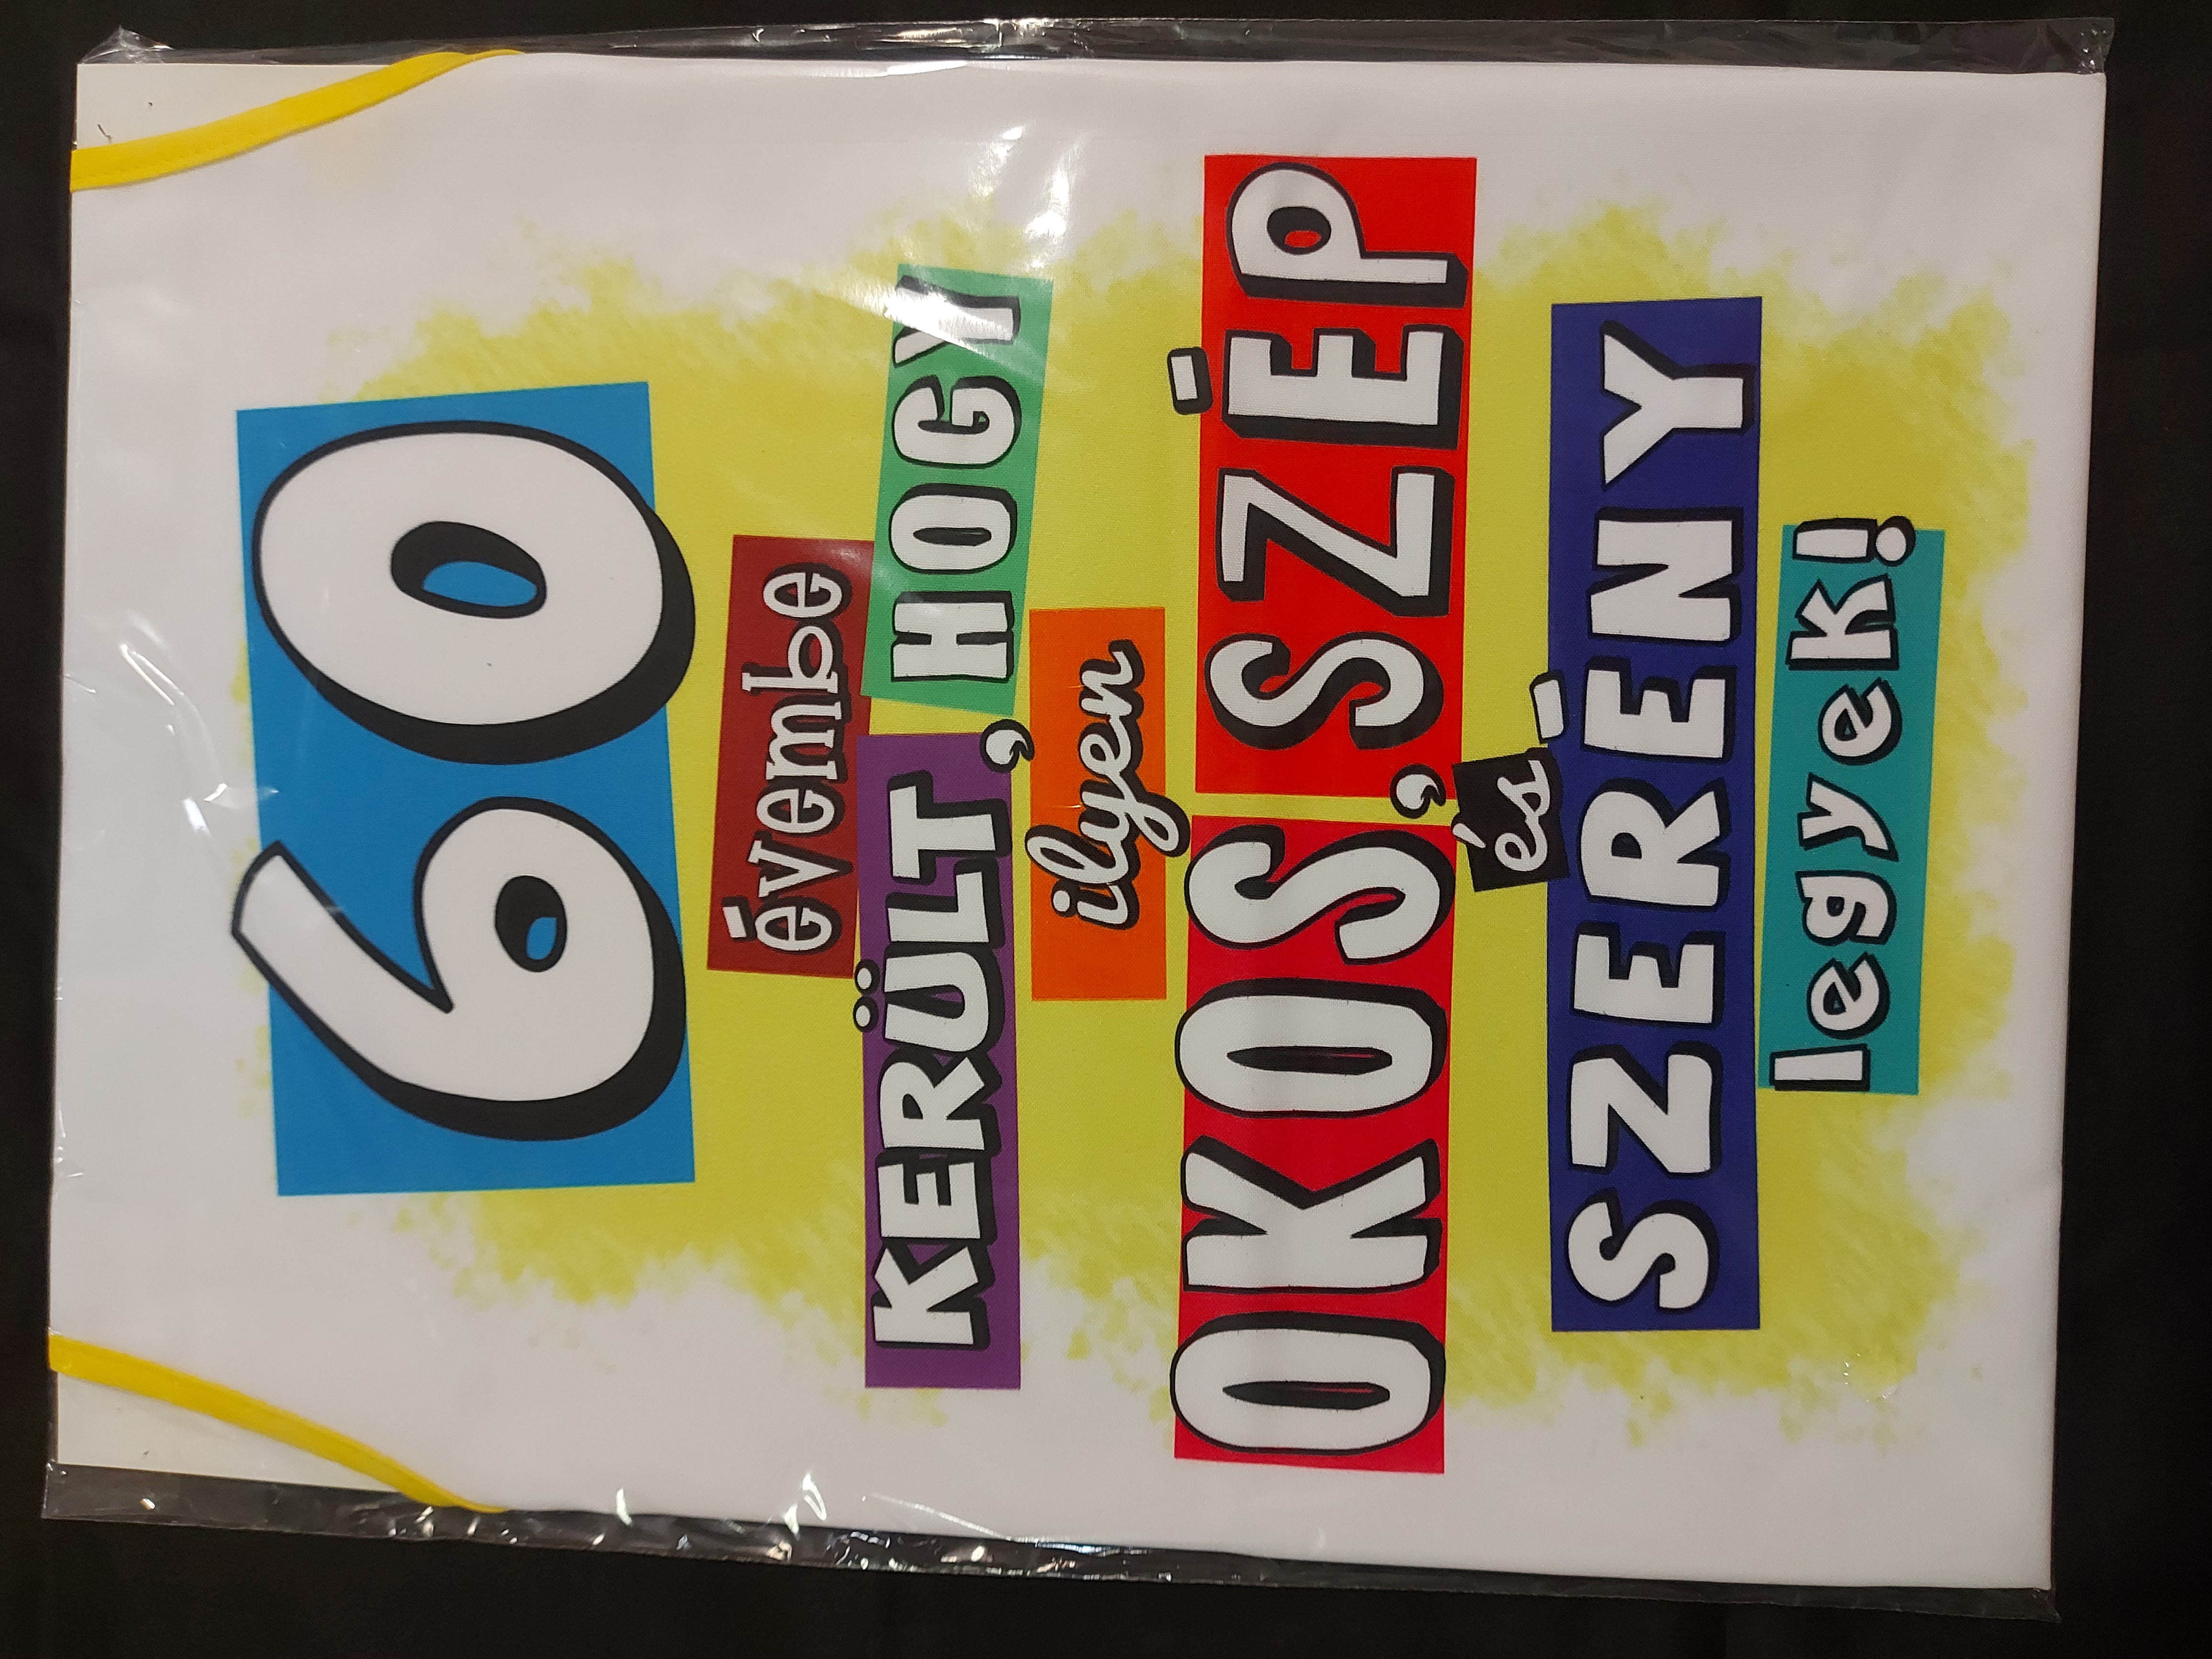 60
évembe
KERÜLT, HOGY
ilyen
OKOS, SZÉP
és
SZERÉNY
legyek!